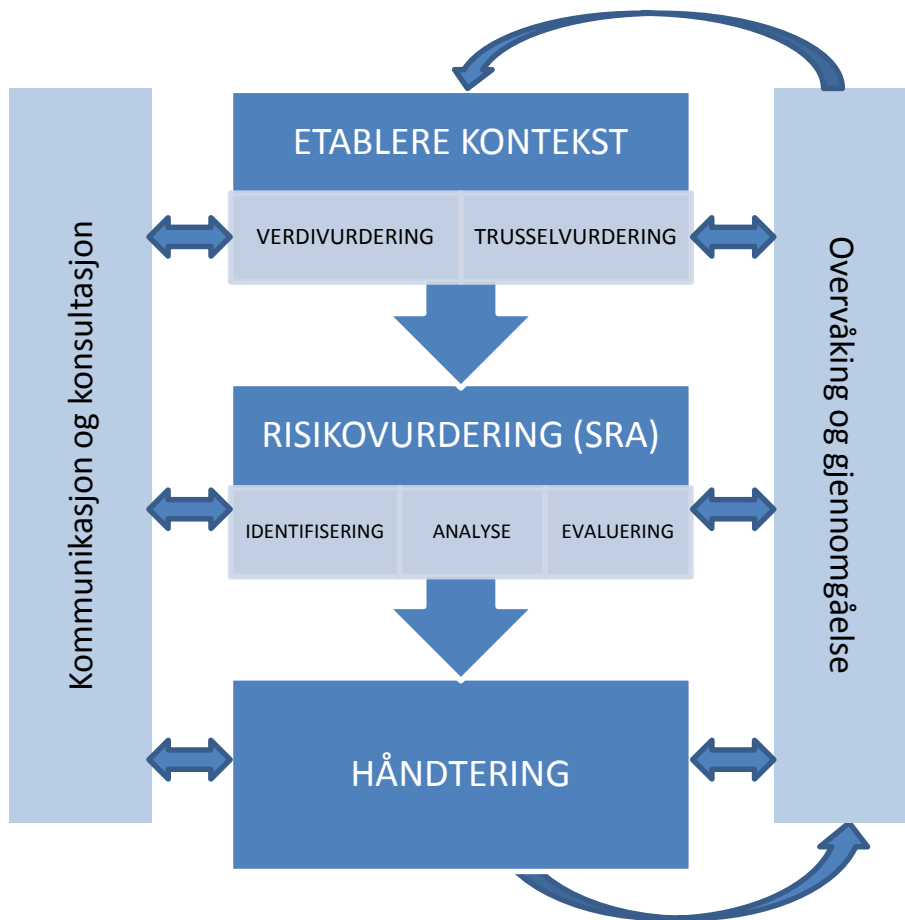 ETABLERE KONTEKST
VERDIVURDERING
TRUSSELVURDERING
RISIKOVURDERING (SRA)
IDENTIFISERING
ANALYSE
EVALUERING
HÅNDTERING
Kommunikasjon og konsultasjon
Overvåking og gjennomgåelse